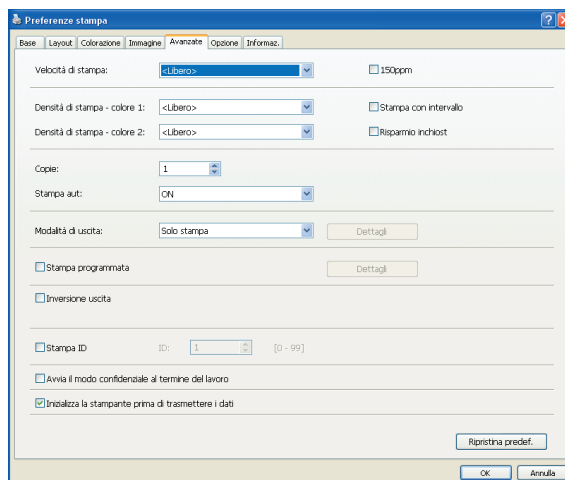 Preferenze stampa
Base Layout Colorazione Immagine Avanzate Opzione Informaz.
Velocità di stampa: <Libero> 150ppm
Densità di stampa - colore 1: <Libero> Stampa con intervallo
Densità di stampa - colore 2: <Libero> Risparmio inchiost
Copie: 1
Stampa aut: ON
Modalità di uscita: Solo stampa Dettagli
Stampa programmata Dettagli
Inversione uscita
Stampa ID ID: 1 [0 - 99]
Avvia il modo confidenziale al termine del lavoro
Inizializza la stampante prima di trasmettere i dati
Ripristina predef.
OK Annulla